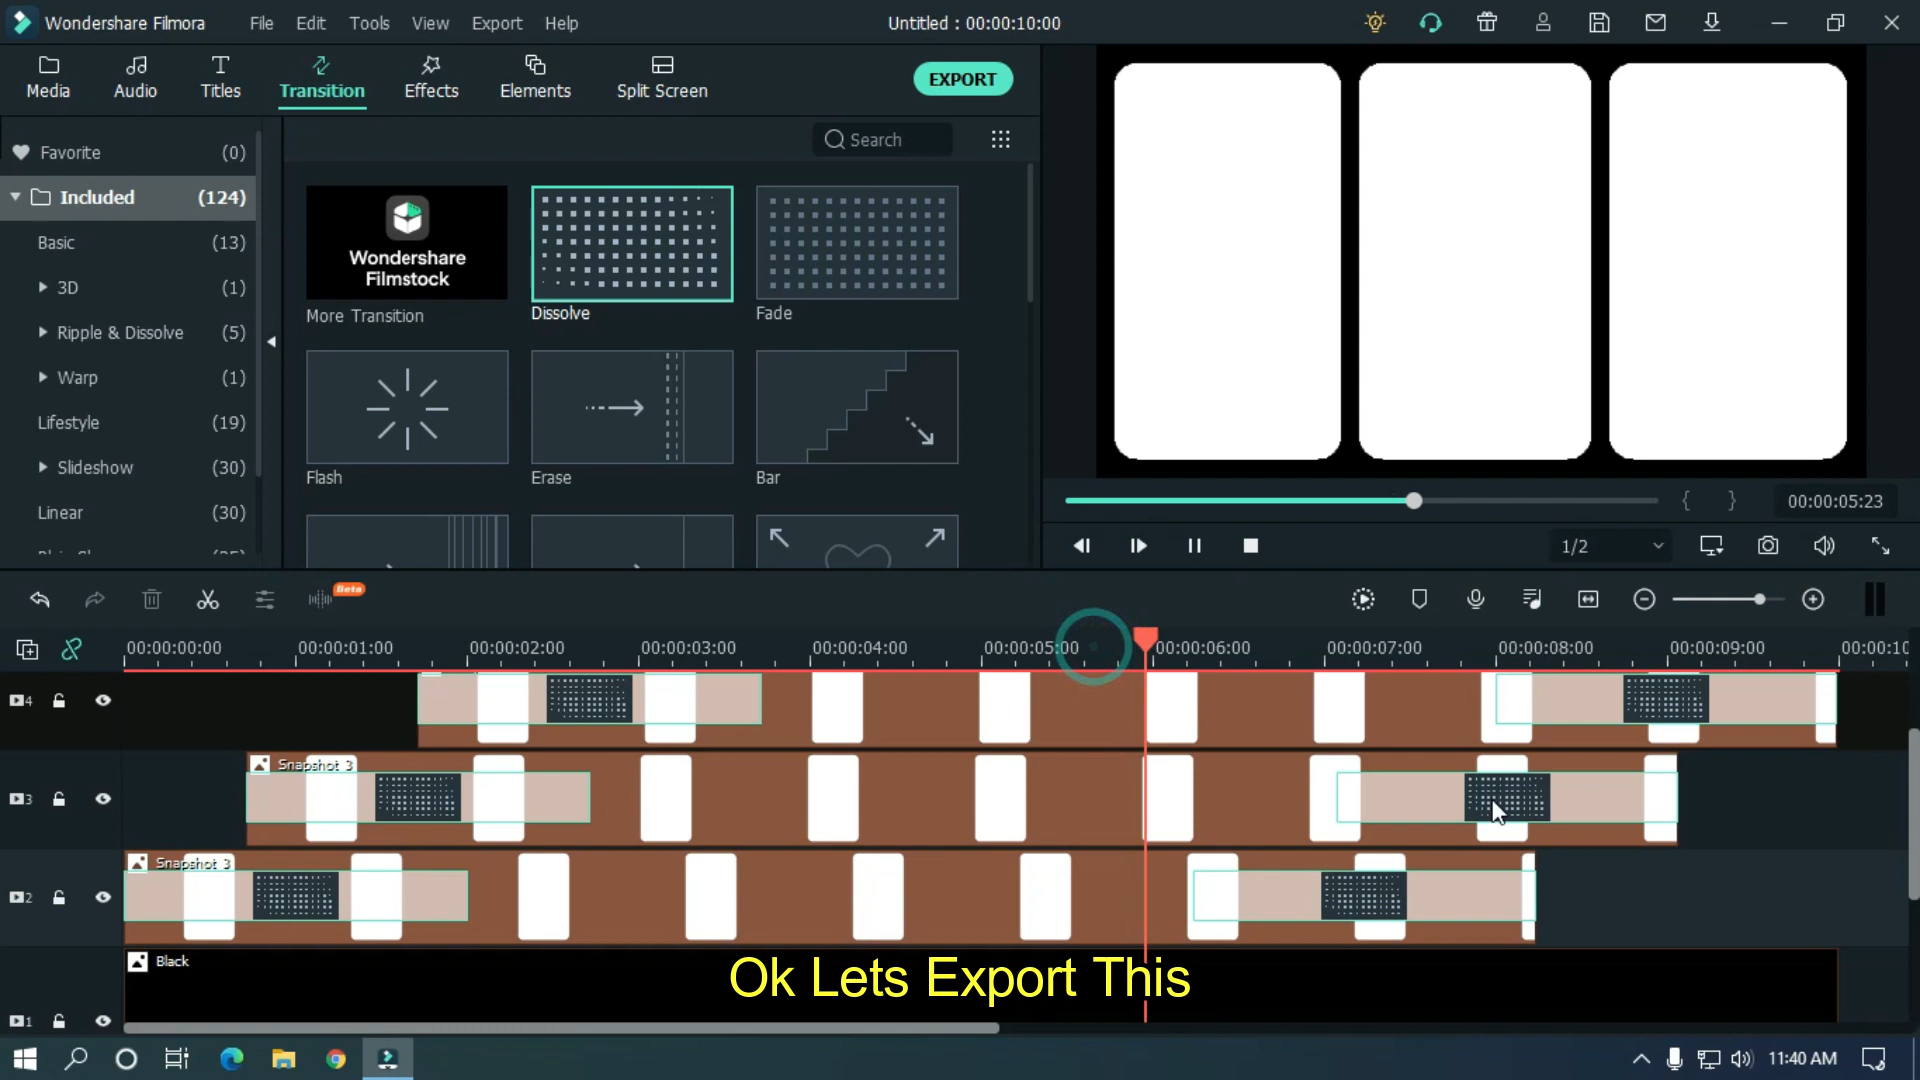 Wondershare Filmora
File
Edit
Tools
View
Export
Help
Untitled : 00:00:10:00
Media
Audio
Titles
Transition
Effects
Elements
Split Screen
EXPORT
Favorite (0)
Included (124)
Basic (13)
3D (1)
Ripple & Dissolve (5)
Warp (1)
Lifestyle (19)
Slideshow (30)
Linear (30)
Search
Wondershare
Filmstock
More Transition
Dissolve
Fade
Flash
Erase
Bar
{ }
00:00:05:23
1/2
Beta
00:00:00:00
00:00:01:00
00:00:02:00
00:00:03:00
00:00:04:00
00:00:05:00
00:00:06:00
00:00:07:00
00:00:08:00
00:00:09:00
00:00:10
4
3
Snapshot 3
2
Snapshot 3
1
Black
Ok Lets Export This
11:40 AM